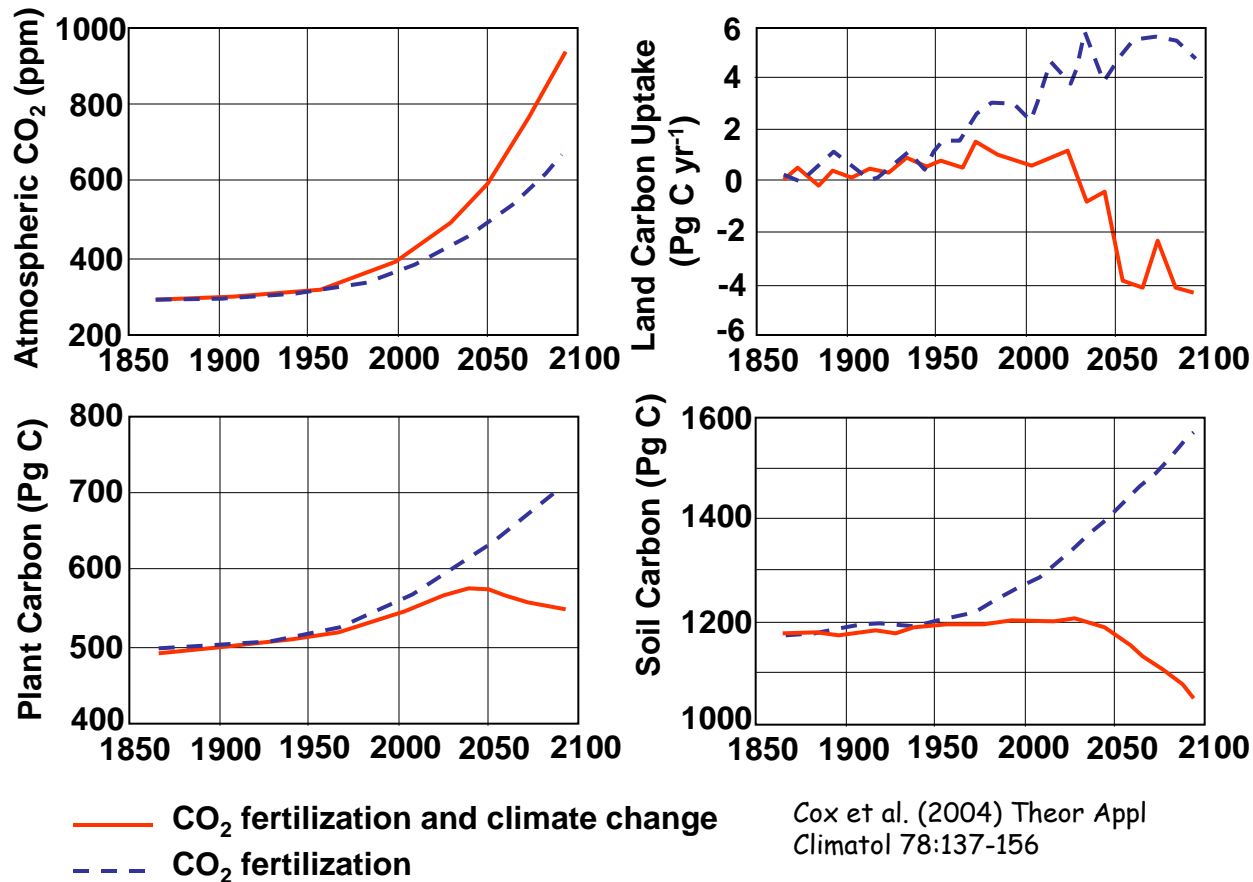 Atmospheric CO₂ (ppm)
1000
800
600
400
200
1850 1900 1950 2000 2050 2100
Land Carbon Uptake
(Pg C yr⁻¹)
6
4
2
0
-2
-4
-6
1850 1900 1950 2000 2050 2100
Plant Carbon (Pg C)
800
700
600
500
400
1850 1900 1950 2000 2050 2100
Soil Carbon (Pg C)
1600
1400
1200
1000
1850 1900 1950 2000 2050 2100
CO₂ fertilization and climate change
CO₂ fertilization
Cox et al. (2004) Theor Appl
Climatol 78:137-156